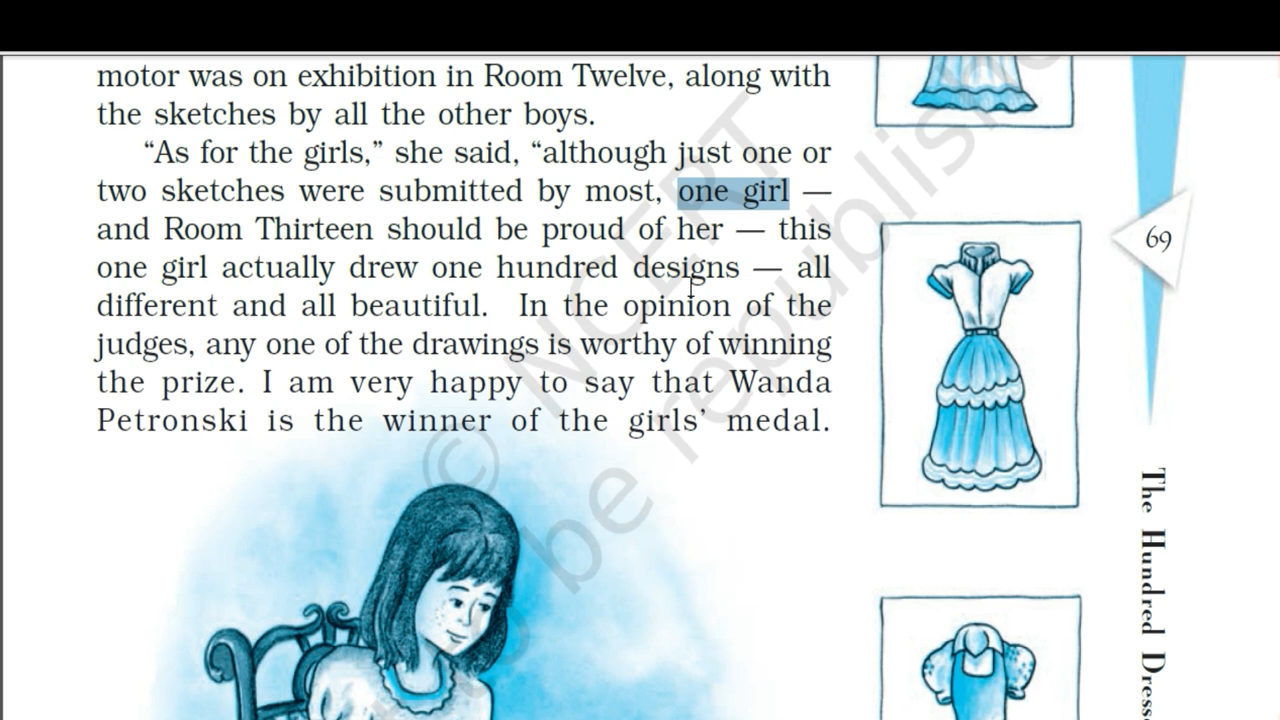 motor was on exhibition in Room Twelve, along with
the sketches by all the other boys.
“As for the girls,” she said, “although just one or
two sketches were submitted by most, one girl —
and Room Thirteen should be proud of her — this
one girl actually drew one hundred designs — all
different and all beautiful. In the opinion of the
judges, any one of the drawings is worthy of winning
the prize. I am very happy to say that Wanda
Petronski is the winner of the girls’ medal.
69
The Hundred
© NCERT
be republish